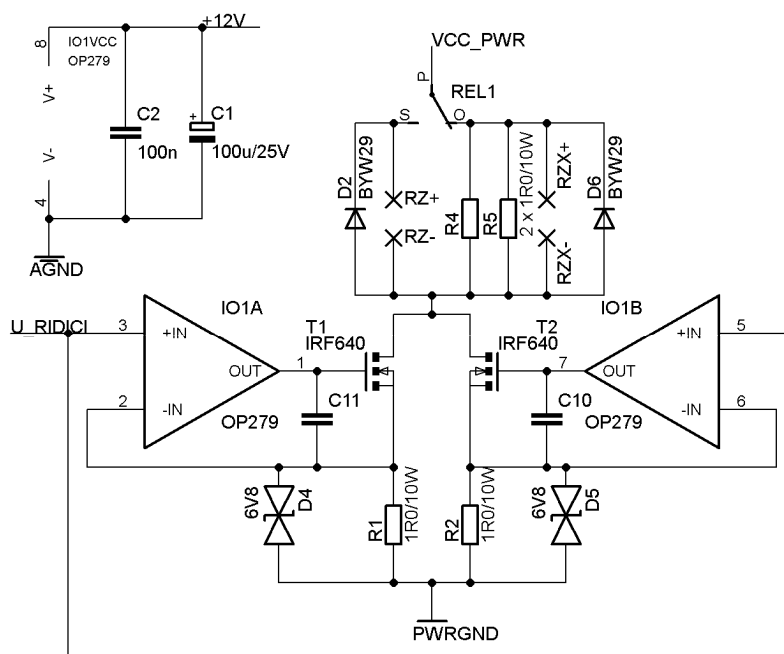 +12V
8
IO1VCC
OP279
V+
V-
4
C2
100n
+
C1
100u/25V
AGND
VCC_PWR
P
REL1
S
O
D2
BYW29
RZ+
RZ-
R4
R5
2 x 1R0/10W
RZX+
RZX-
D6
BYW29
U_RIDICI
3
+IN
IO1A
OUT
1
2
-IN
OP279
T1
IRF640
C11
T2
IRF640
7
IO1B
+IN
5
OUT
-IN
6
OP279
C10
6V8
D4
R1
1R0/10W
R2
1R0/10W
6V8
D5
PWRGND